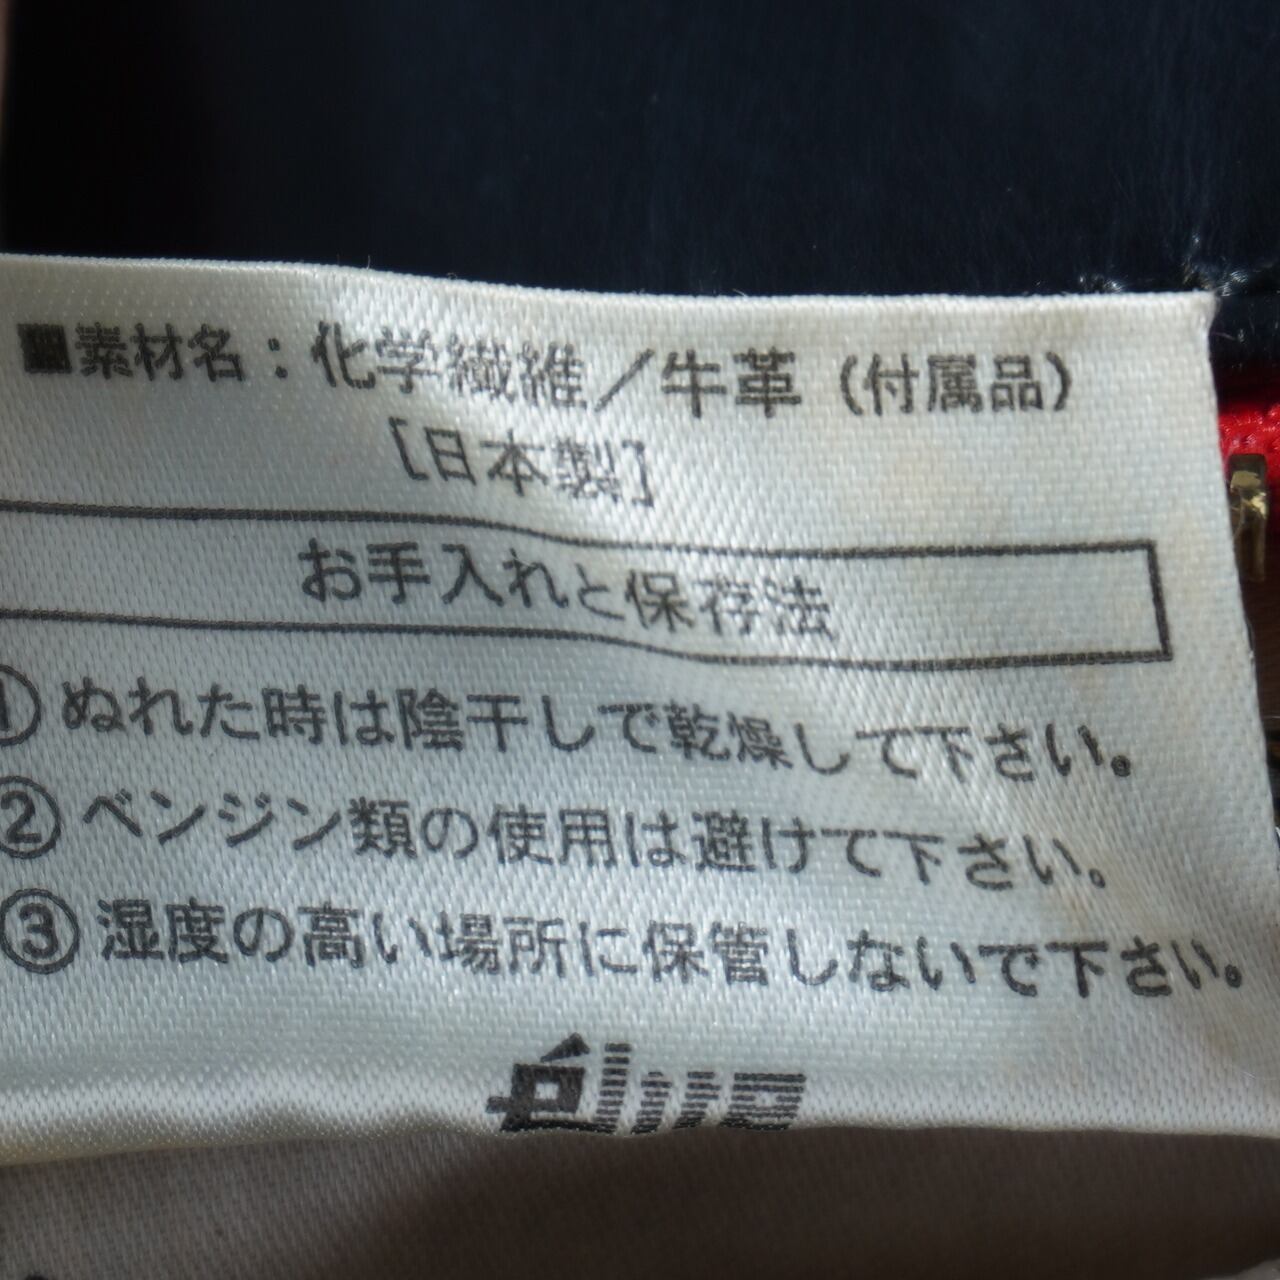 ■素材名：化学繊維／牛革（付属品）
[日本製]
お手入れと保存法
①ぬれた時は陰干しで乾燥して下さい。
②ベンジン類の使用は避けて下さい。
③湿度の高い場所に保管しないで下さい。